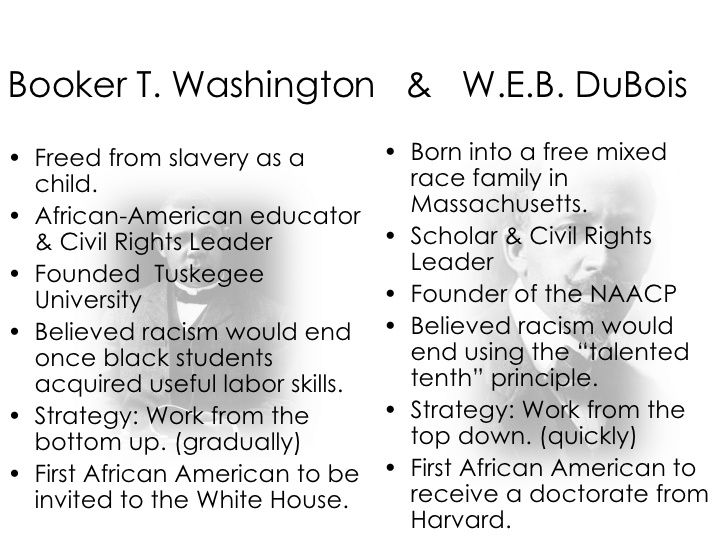 Booker T. Washington & W.E.B. DuBois
• Freed from slavery as a
child.
• African-American educator
& Civil Rights Leader
• Founded Tuskegee
University
• Believed racism would end
once black students
acquired useful labor skills.
• Strategy: Work from the
bottom up. (gradually)
• First African American to be
invited to the White House.
• Born into a free mixed
race family in
Massachusetts.
• Scholar & Civil Rights
Leader
• Founder of the NAACP
• Believed racism would
end using the “talented
tenth” principle.
• Strategy: Work from the
top down. (quickly)
• First African American to
receive a doctorate from
Harvard.